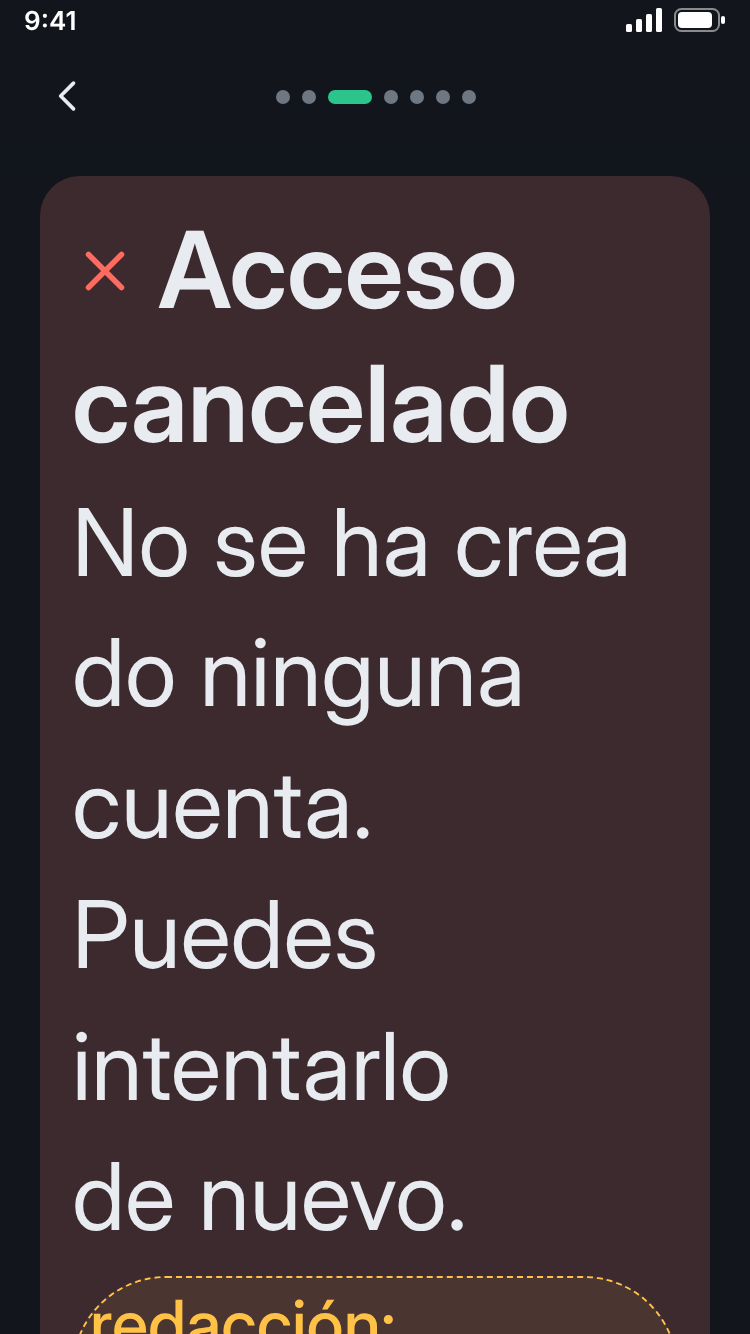 9:41
Acceso
cancelado
No se ha crea
do ninguna
cuenta.
Puedes
intentarlo
de nuevo.
redacción: